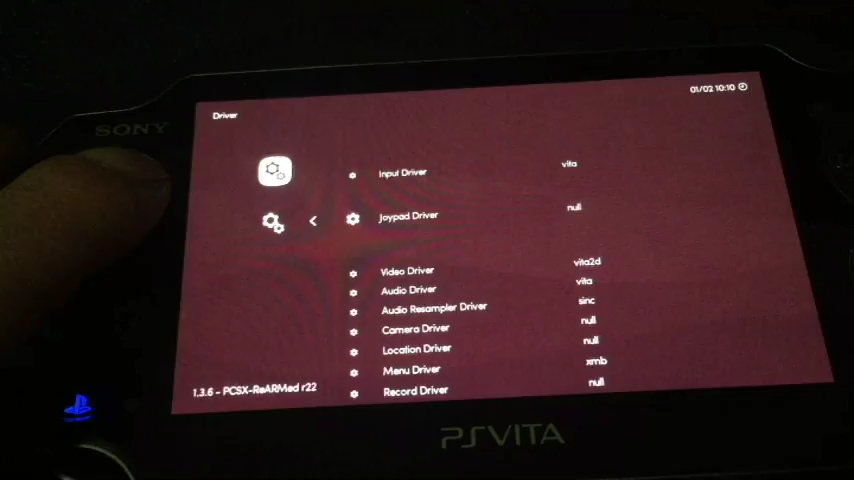 SONY
Driver
01/02 10:10
Input Driver vita
Joypad Driver null
Video Driver vita2d
Audio Driver vita
Audio Resampler Driver sinc
Camera Driver null
Location Driver null
Menu Driver xmb
Record Driver null
1.3.6 - PCSX-ReARMed r22
PSVITA